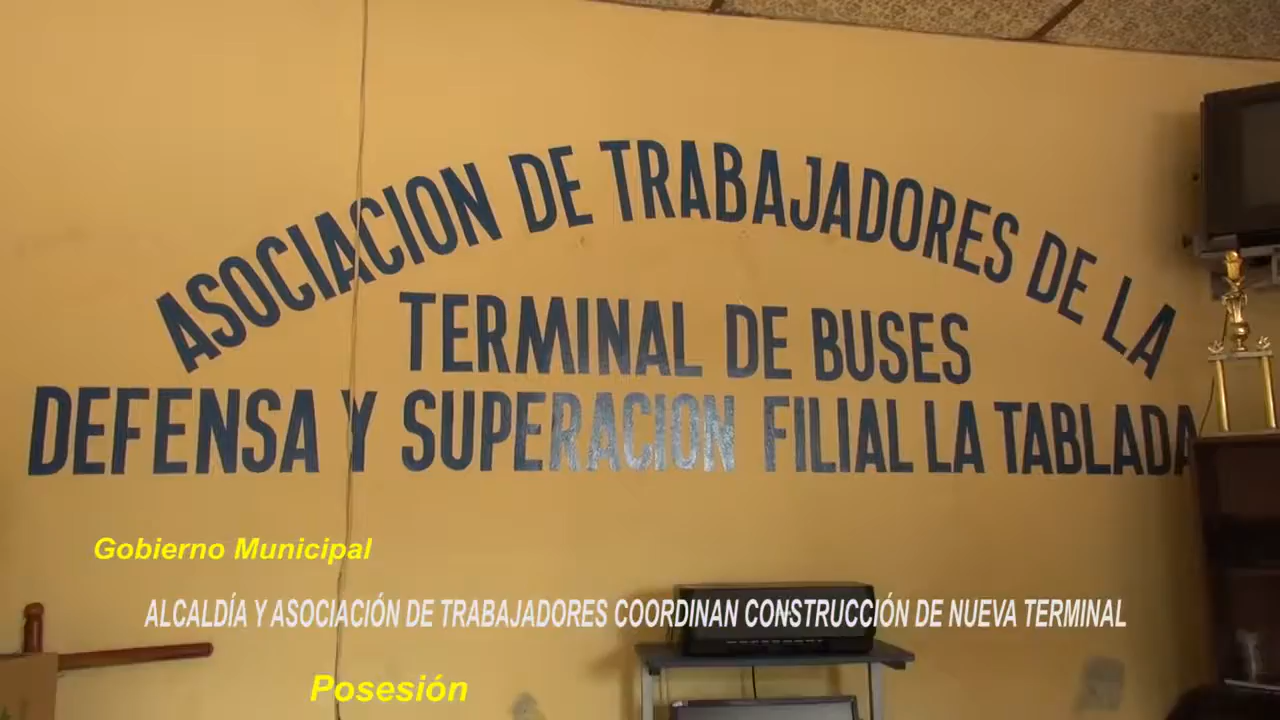 ASOCIACION DE TRABAJADORES DE LA
TERMINAL DE BUSES
DEFENSA Y SUPERACION FILIAL LA TABLADA
Gobierno Municipal
ALCALDÍA Y ASOCIACIÓN DE TRABAJADORES COORDINAN CONSTRUCCIÓN DE NUEVA TERMINAL
Posesión